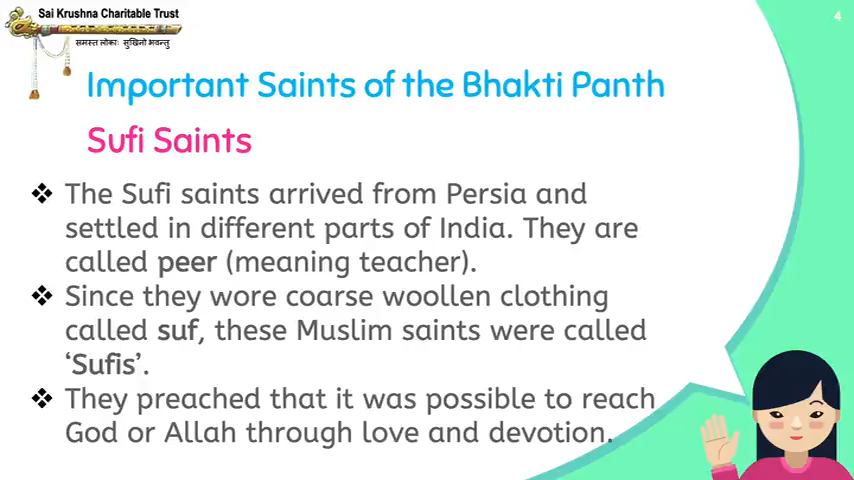 Sai Krushna Charitable Trust
समस्त लोकाः सुखिनो भवन्तु
4
Important Saints of the Bhakti Panth
Sufi Saints
❖ The Sufi saints arrived from Persia and
settled in different parts of India. They are
called peer (meaning teacher).
❖ Since they wore coarse woollen clothing
called suf, these Muslim saints were called
‘Sufis’.
❖ They preached that it was possible to reach
God or Allah through love and devotion.